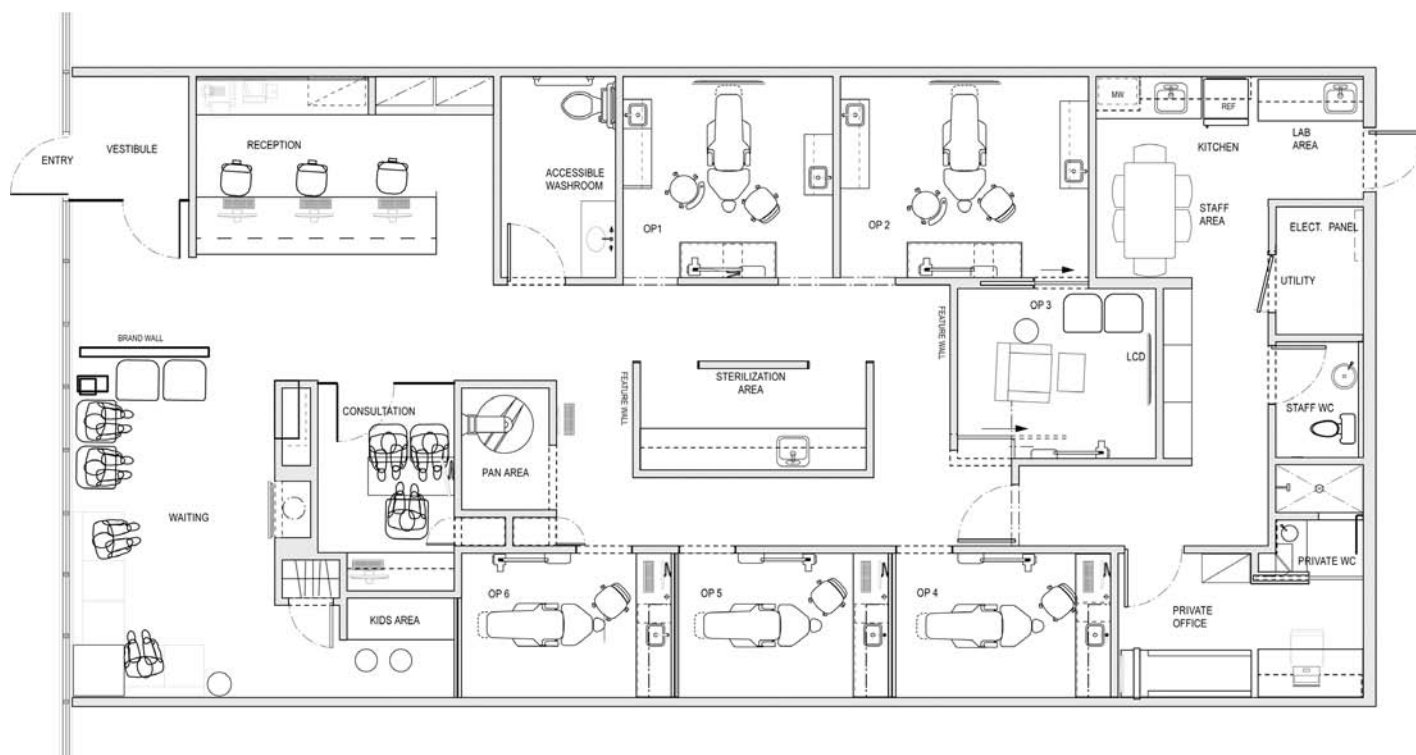 ENTRY
VESTIBULE
RECEPTION
ACCESSIBLE
WASHROOM
OP1
OP 2
MW
REF
KITCHEN
LAB
AREA
STAFF
AREA
ELECT. PANEL
UTILITY
OP 3
LCD
FEATURE WALL
BRAND WALL
STERILIZATION
AREA
FEATURE WALL
CONSULTATION
PAN AREA
STAFF WC
WAITING
PRIVATE WC
OP 6
OP 5
OP 4
KIDS AREA
PRIVATE
OFFICE